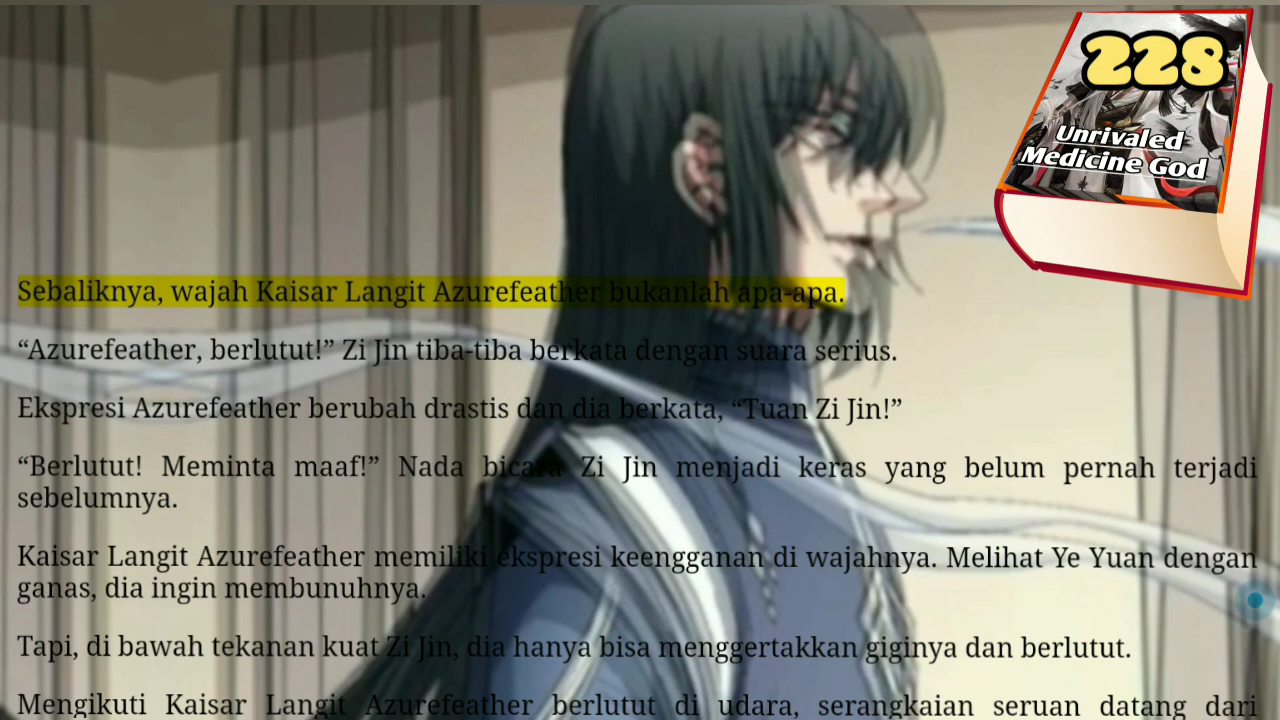 228
Unrivaled
Medicine God
Sebaliknya, wajah Kaisar Langit Azurefeather bukanlah apa-apa.
“Azurefeather, berlutut!” Zi Jin tiba-tiba berkata dengan suara serius.
Ekspresi Azurefeather berubah drastis dan dia berkata, “Tuan Zi Jin!”
“Berlutut! Meminta maaf!” Nada bicara Zi Jin menjadi keras yang belum pernah terjadi
sebelumnya.
Kaisar Langit Azurefeather memiliki ekspresi keengganan di wajahnya. Melihat Ye Yuan dengan
ganas, dia ingin membunuhnya.
Tapi, di bawah tekanan kuat Zi Jin, dia hanya bisa menggertakkan giginya dan berlutut.
Mengikuti Kaisar Langit Azurefeather berlutut di udara, serangkaian seruan datang dari